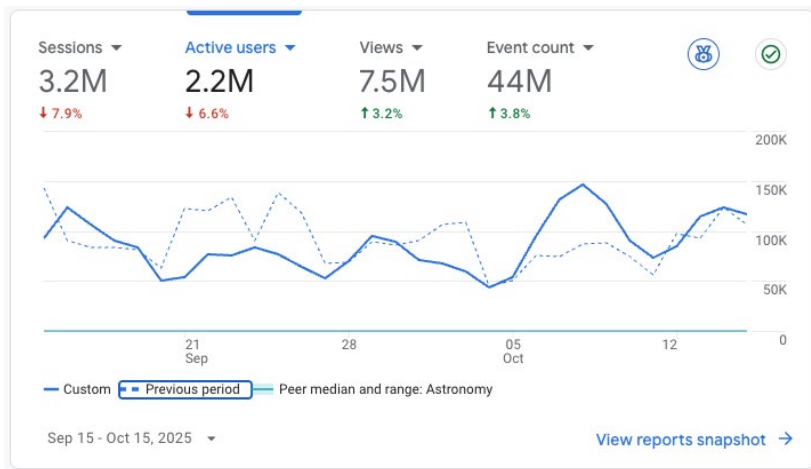 Sessions Active users Views Event count
3.2M 2.2M 7.5M 44M
7.9% 6.6% 3.2% 3.8%
200K
150K
100K
50K
0
21 28 05 12
Sep Oct
Custom Previous period Peer median and range: Astronomy
Sep 15 - Oct 15, 2025 View reports snapshot